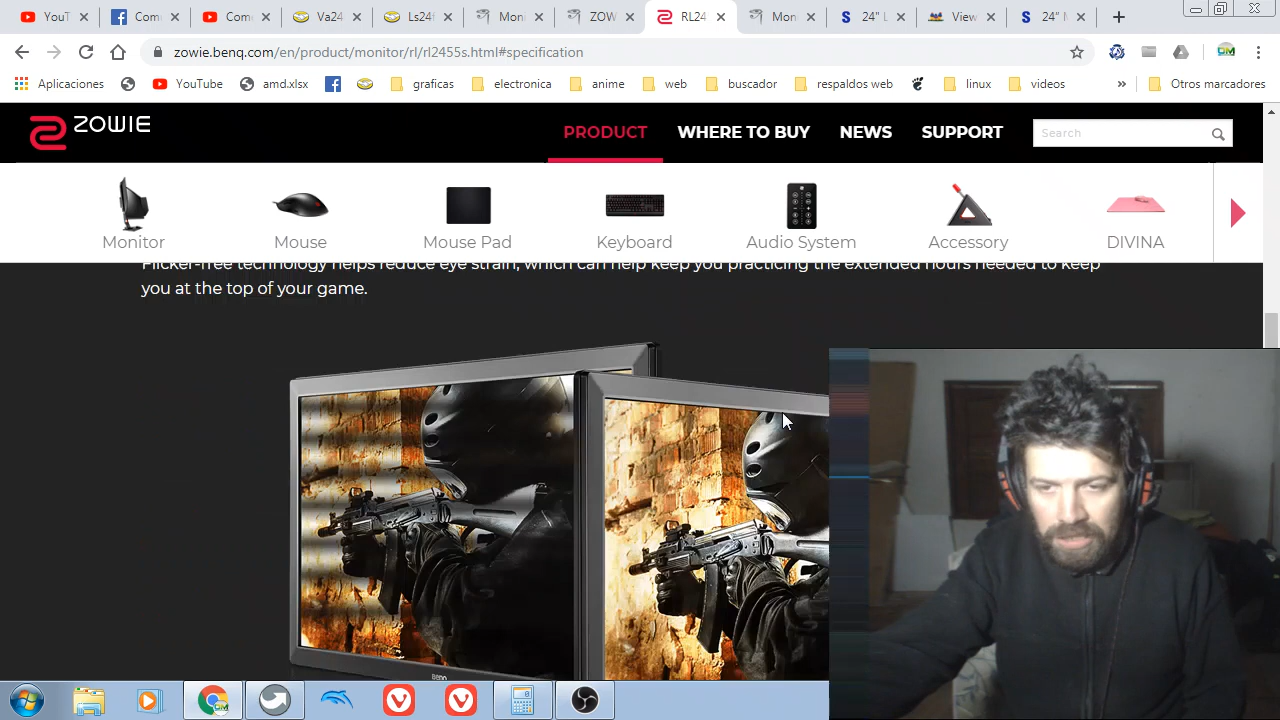 YouT
Com
Com
Va24
Ls24f
Moni
ZOW
RL24
Moni
24" L
View
24" M
zowie.benq.com/en/product/monitor/rl/rl2455s.html#specification
Aplicaciones
YouTube
amd.xlsx
graficas
electronica
anime
web
buscador
respaldos web
linux
videos
»
Otros marcadores
ZOWIE
PRODUCT
WHERE TO BUY
NEWS
SUPPORT
Search
Monitor
Mouse
Mouse Pad
Keyboard
Audio System
Accessory
DIVINA
Flicker-free technology helps reduce eye strain, which can help keep you practicing the extended hours needed to keep
you at the top of your game.
BenQ